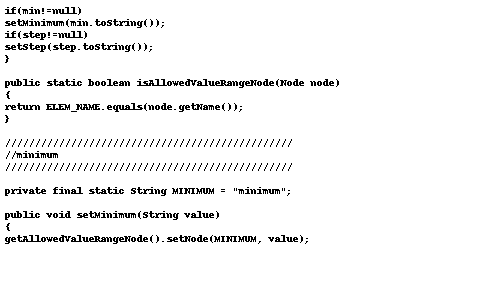 if(min!=null)
setMinimum(min.toString());
if(step!=null)
setStep(step.toString());
}
public static boolean isAllowedValueRangeNode(Node node)
{
return ELEM_NAME.equals(node.getName());
}
////////////////////////////////////////////////
//minimum
////////////////////////////////////////////////
private final static String MINIMUM = "minimum";
public void setMinimum(String value)
{
getAllowedValueRangeNode().setNode(MINIMUM, value);